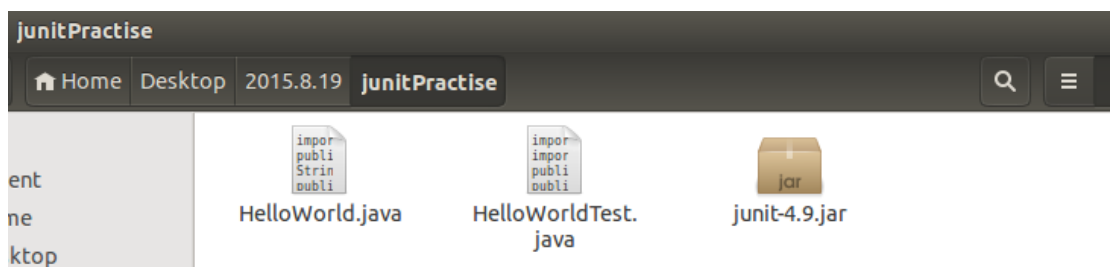 junitPractise
Home Desktop 2015.8.19 junitPractise
impor
publi
Strin
publi
impor
impor
publi
publi
jar
ent
HelloWorld.java
HelloWorldTest.
java
junit-4.9.jar
me
ktop